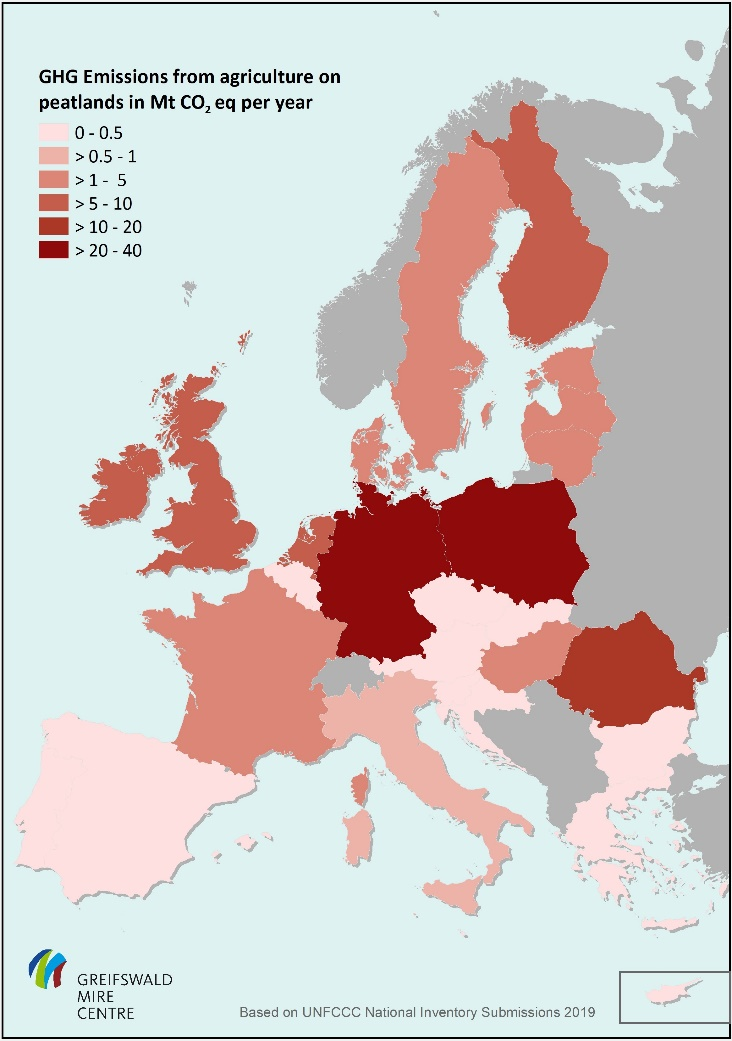 GHG Emissions from agriculture on
peatlands in Mt CO₂ eq per year
0 - 0.5
> 0.5 - 1
> 1 - 5
> 5 - 10
> 10 - 20
> 20 - 40
GREIFSWALD
MIRE
CENTRE
Based on UNFCCC National Inventory Submissions 2019